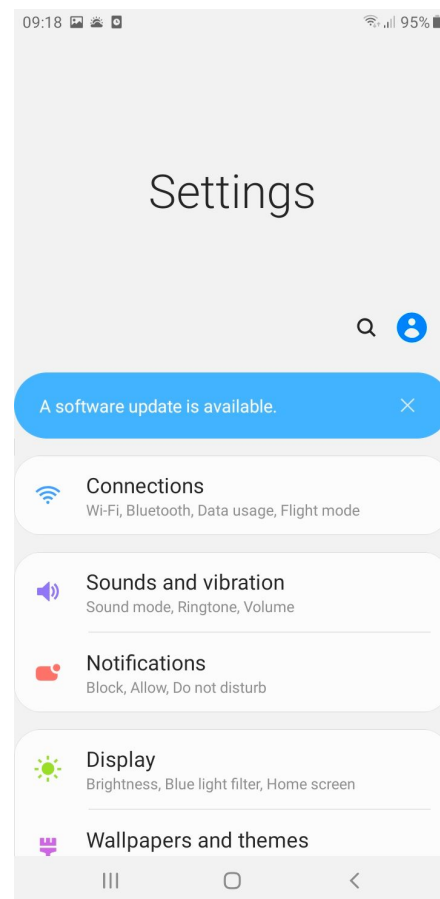 09:18 95%
Settings
A software update is available.
Connections
Wi-Fi, Bluetooth, Data usage, Flight mode
Sounds and vibration
Sound mode, Ringtone, Volume
Notifications
Block, Allow, Do not disturb
Display
Brightness, Blue light filter, Home screen
Wallpapers and themes